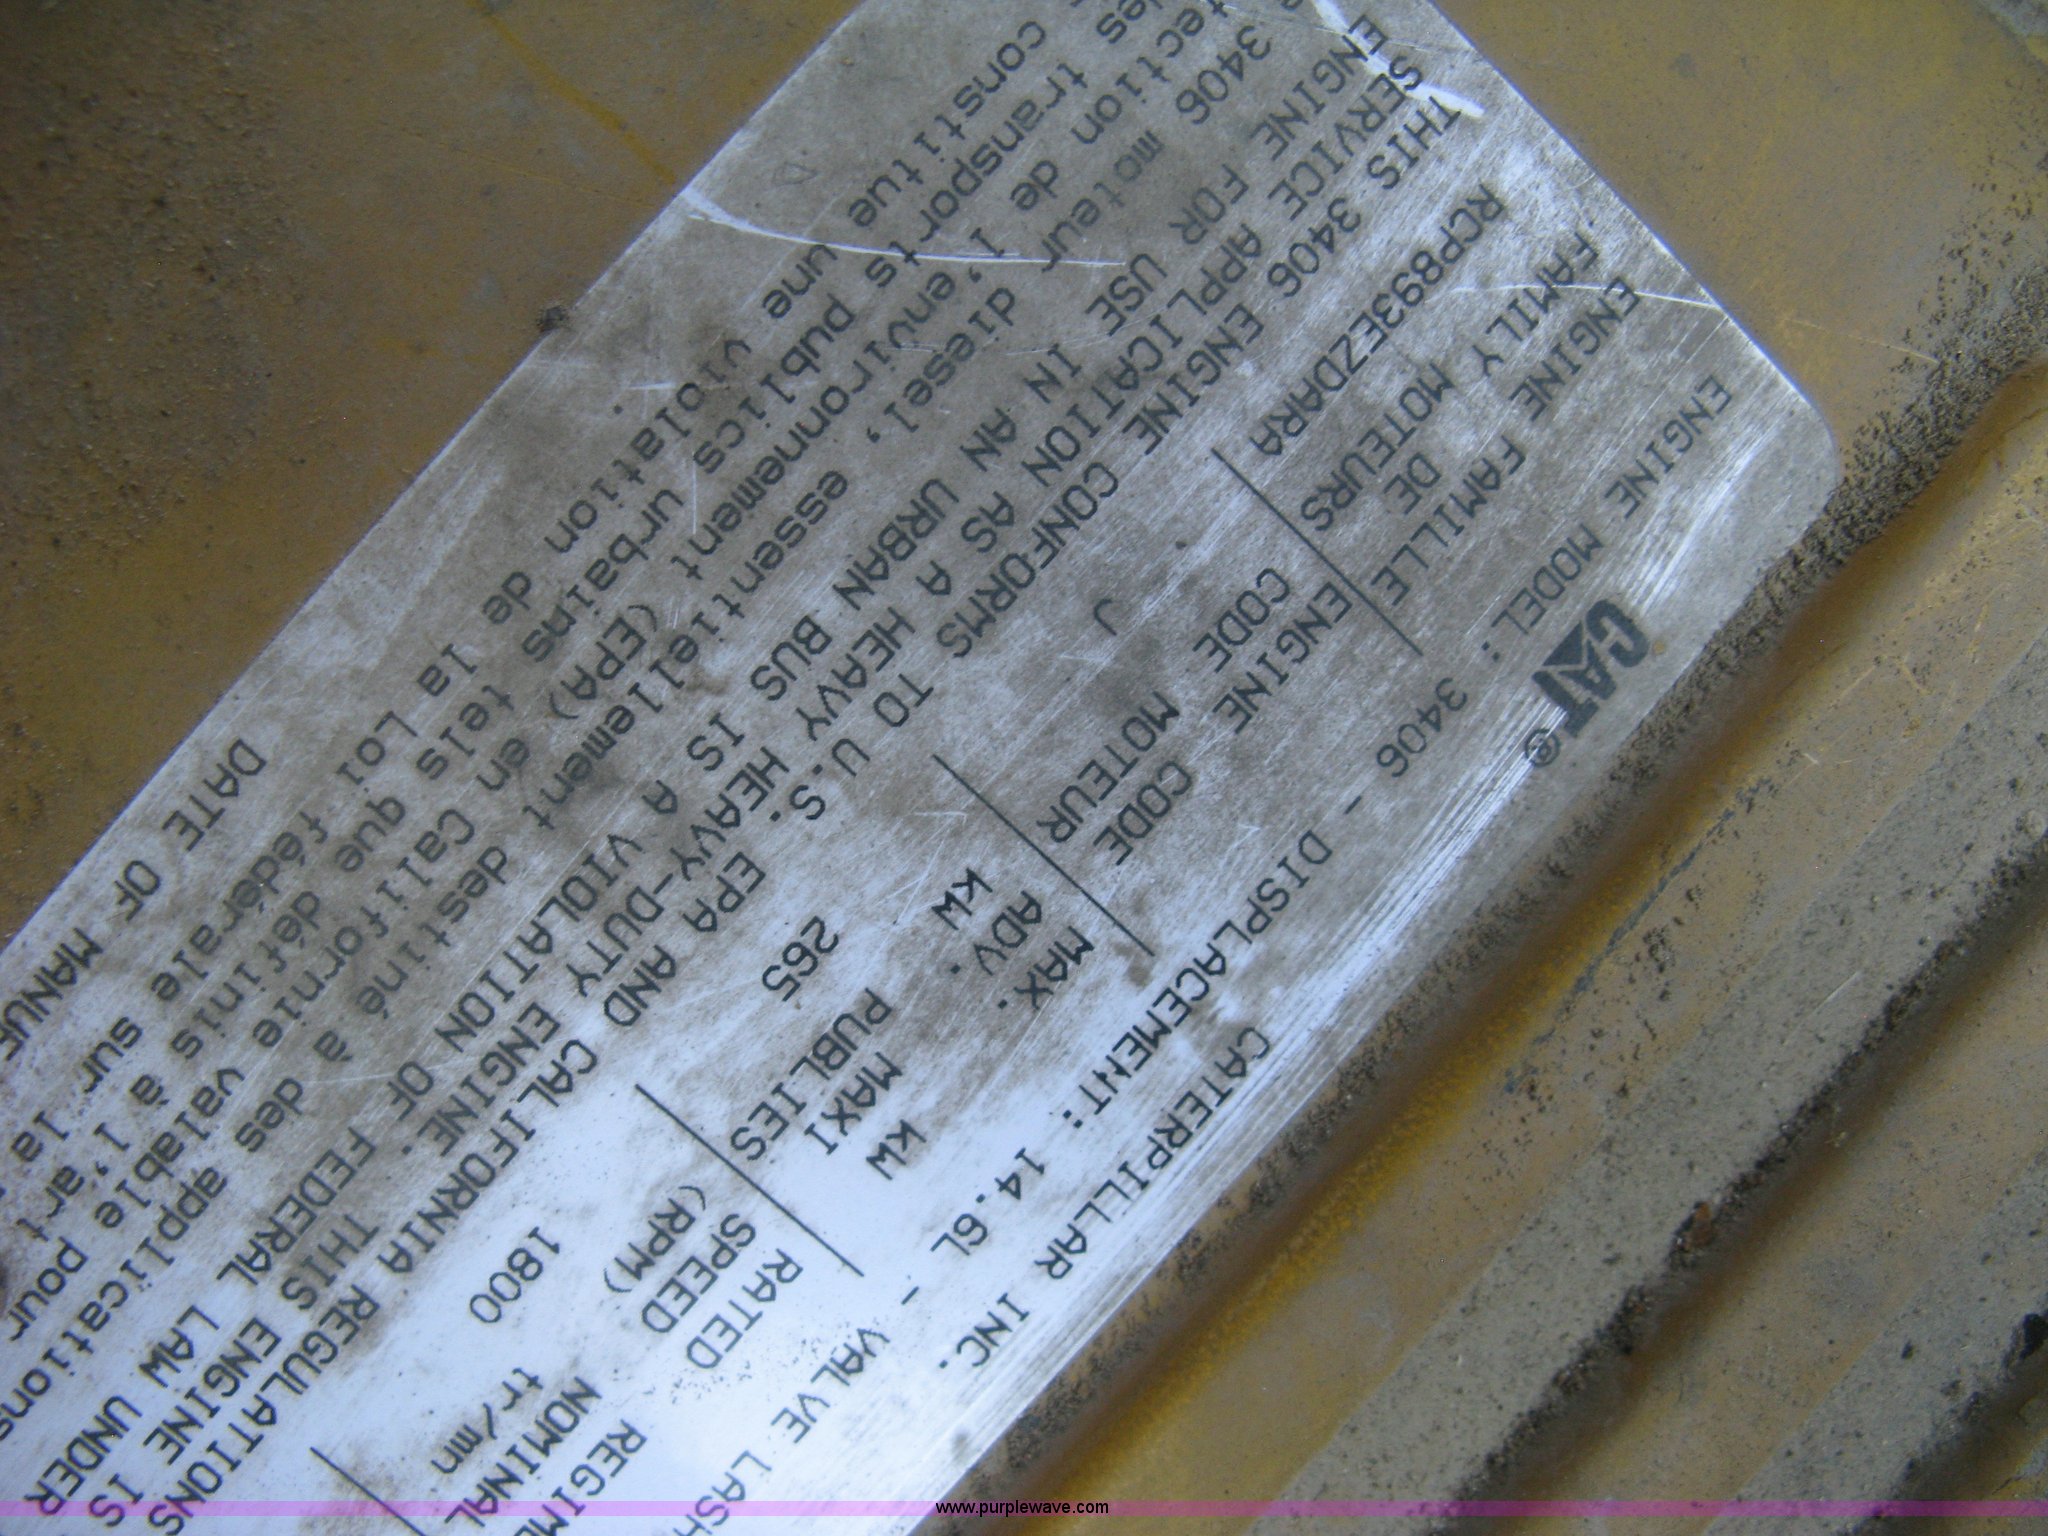 CAT® CATERPILLAR INC.
ENGINE MODEL: 3406 - DISPLACEMENT: 14.6L - VALVE LASH
ENGINE FAMILY FAMILLE DE MOTEURS
RCP893EZDARA
ENGINE CODE CODE MOTEUR
J
MAX. ADV. KW KW MAXI PUBLIES
265
RATED SPEED (RPM) REGIME NOMINAL tr/mn
1800
THIS 3406 ENGINE CONFORMS TO U.S. EPA AND CALIFORNIA REGULATIONS
SERVICE APPLICATION AS A HEAVY HEAVY-DUTY ENGINE. THIS ENGINE IS
ENGINE FOR USE IN AN URBAN BUS IS A VIOLATION OF FEDERAL LAW UNDER
3406 moteur diesel, essentiellement destiné à des applications
tection de l'environnement (EPA) en Californie valable pour
des transports publics urbains tels que définis à l'art
constitue une violation de la Loi fédérale sur la
DATE OF MANUF
www.purplewave.com